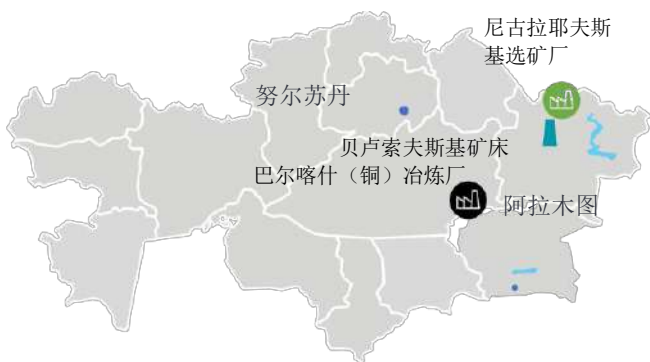 尼古拉耶夫斯
基选矿厂
努尔苏丹
贝卢索夫斯基矿床
巴尔喀什（铜）冶炼厂
阿拉木图